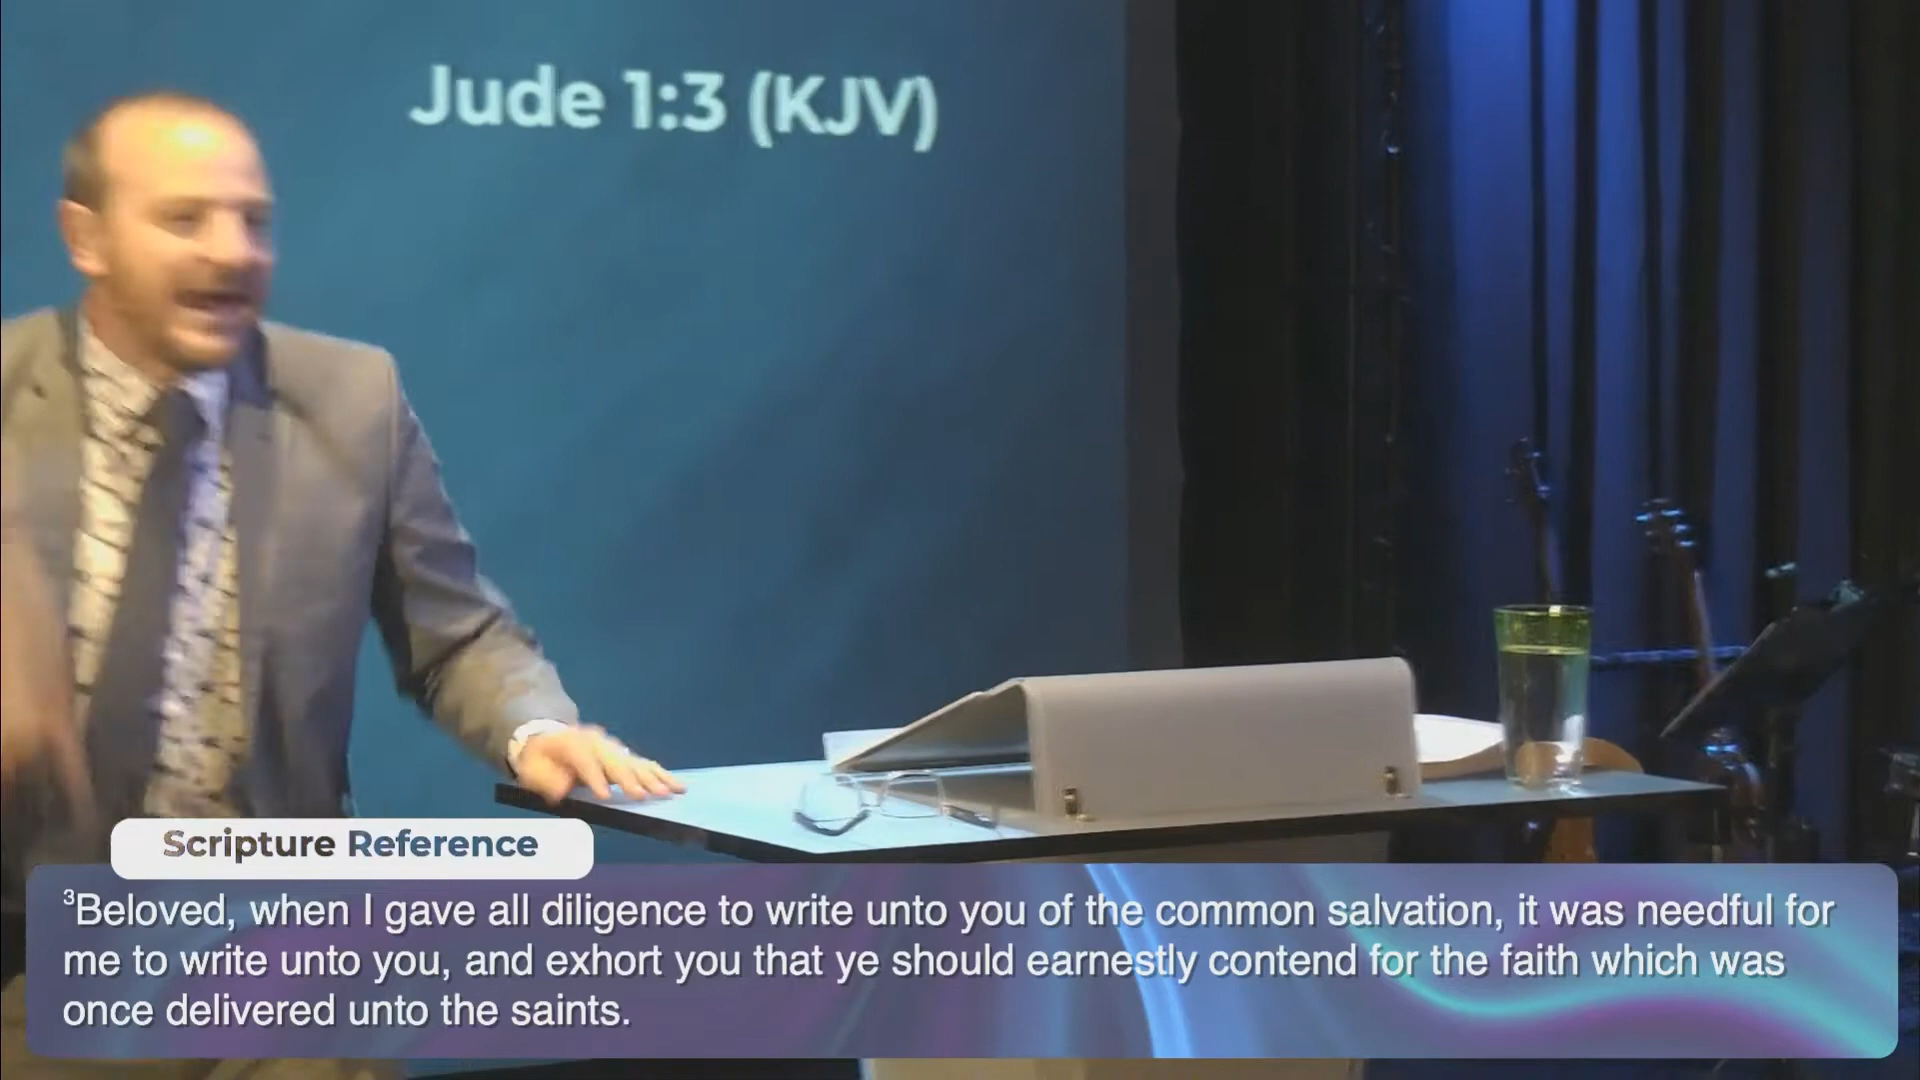 Jude 1:3 (KJV)
Scripture Reference
³Beloved, when I gave all diligence to write unto you of the common salvation, it was needful for
me to write unto you, and exhort you that ye should earnestly contend for the faith which was
once delivered unto the saints.